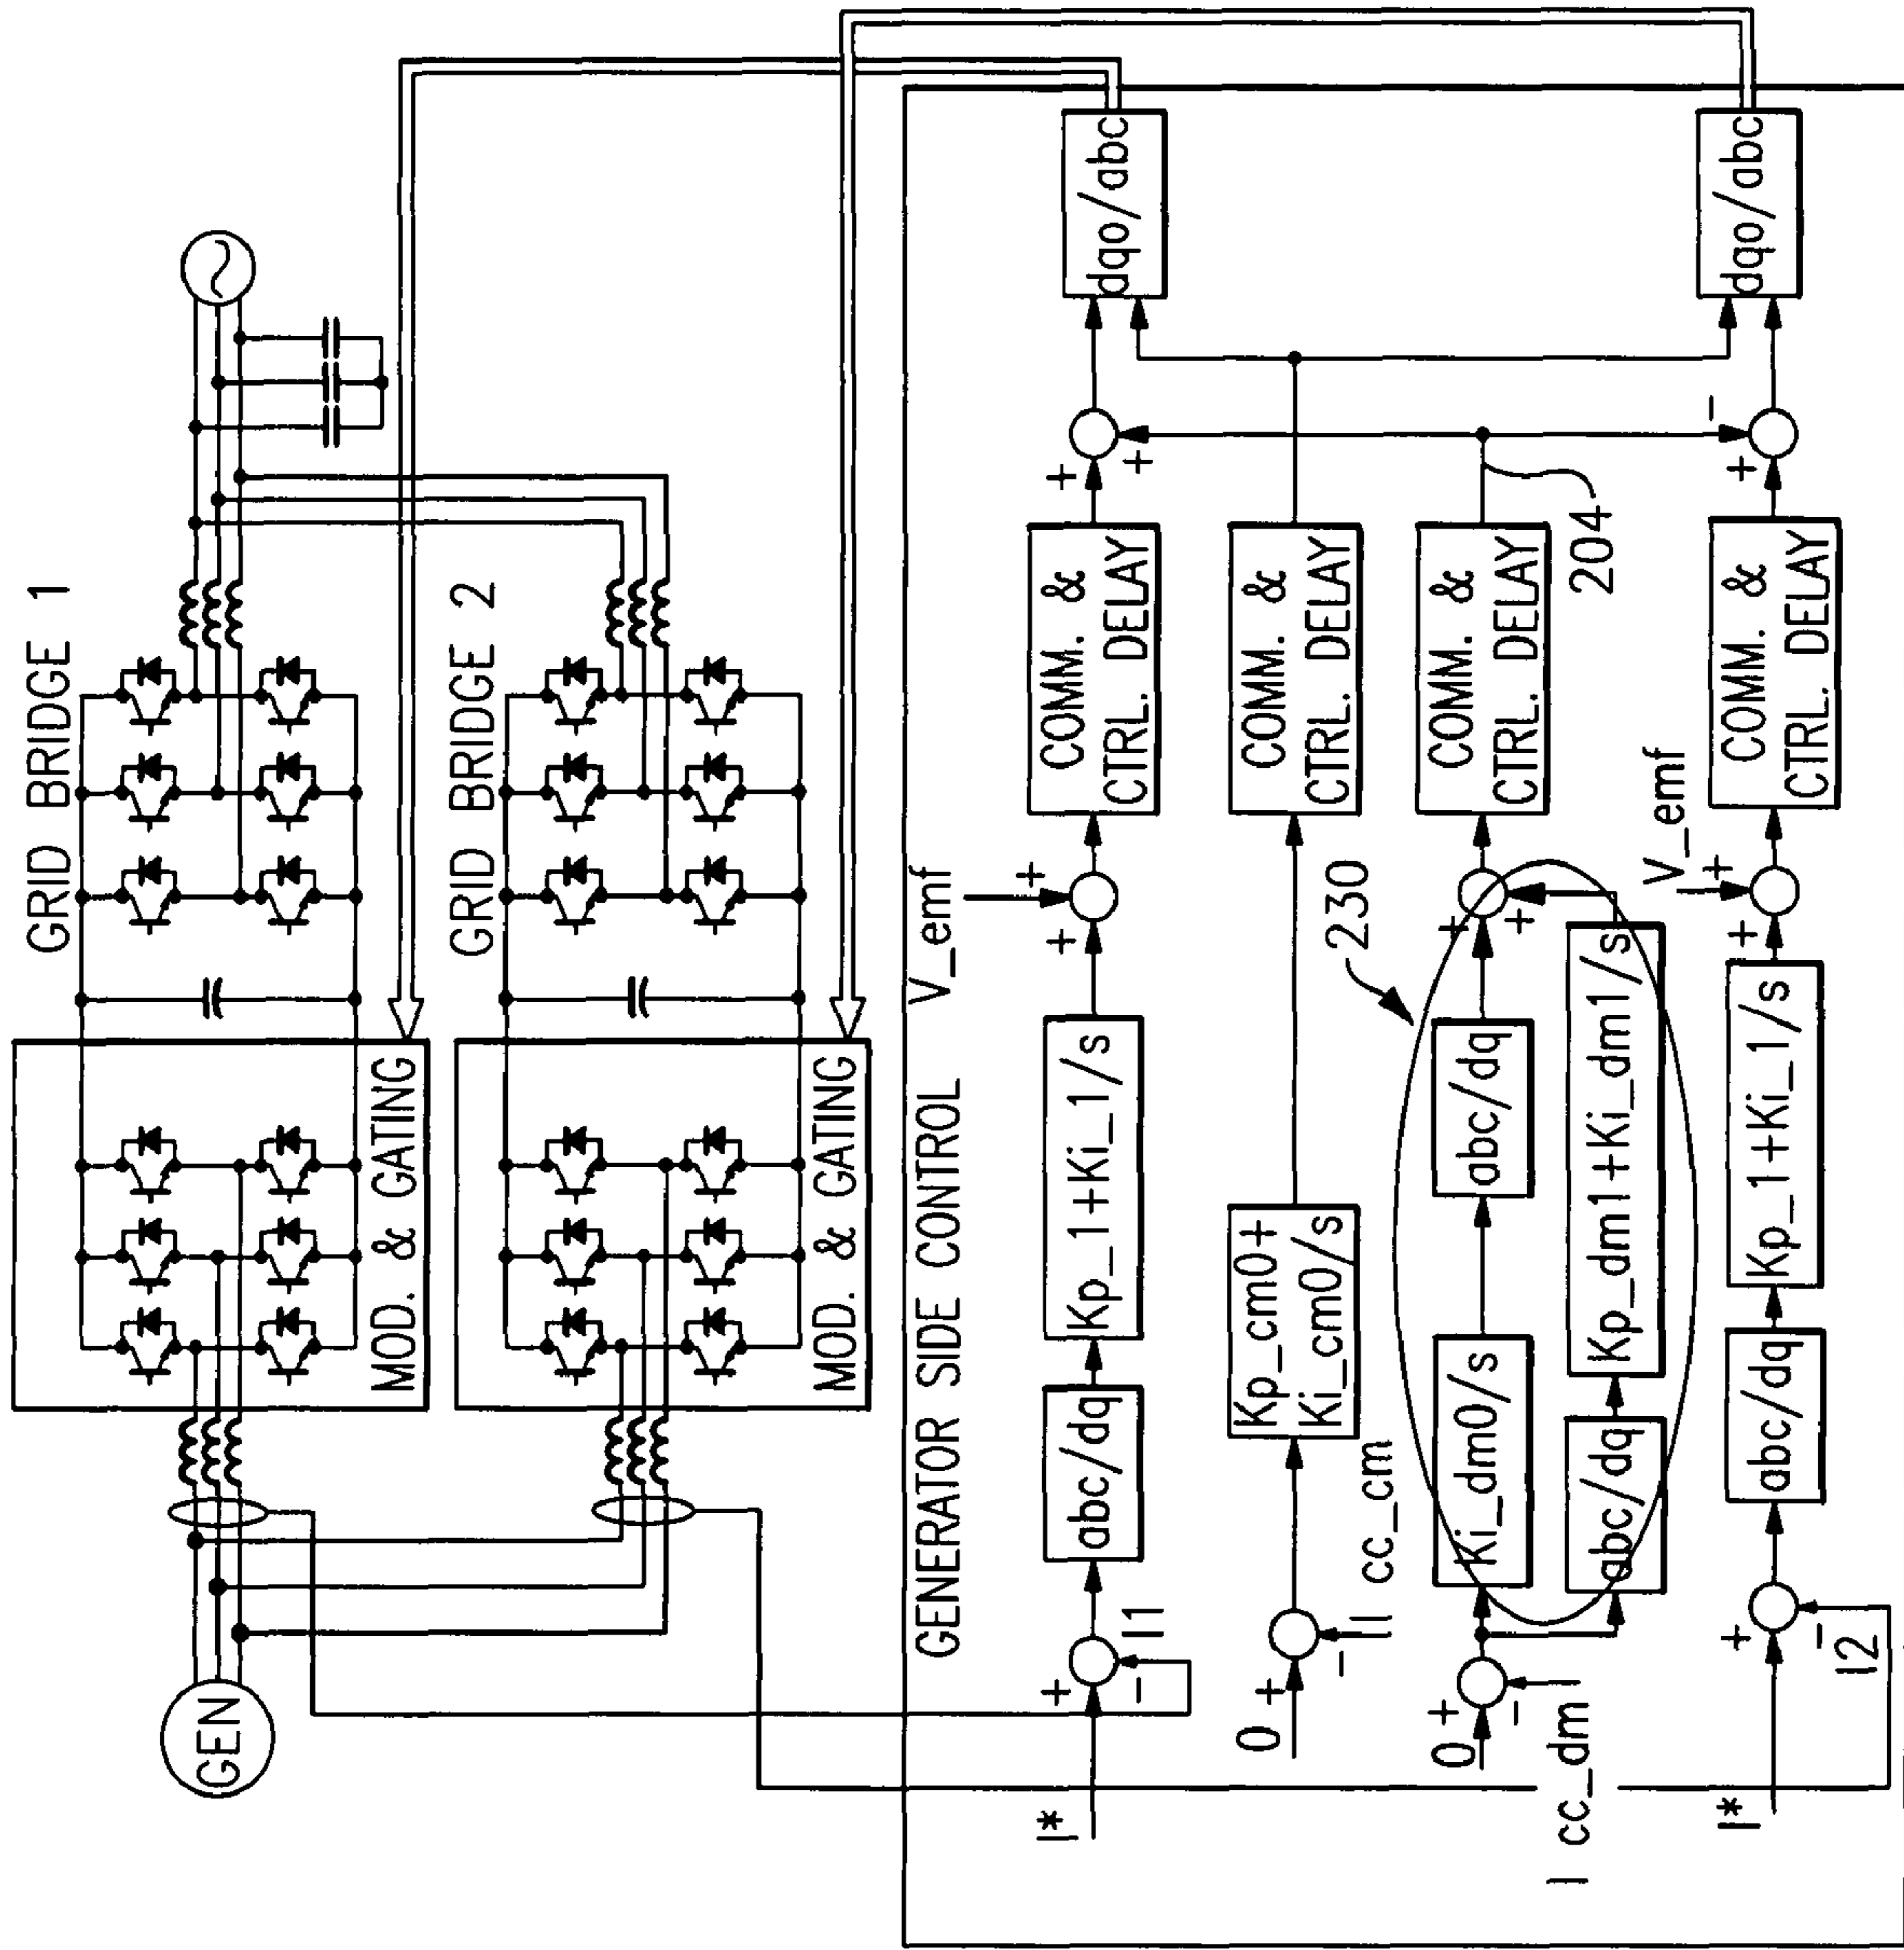 GRID BRIDGE 1
GEN
MOD. & GATING
GRID BRIDGE 2
MOD. & GATING
GENERATOR SIDE CONTROL
V_emf
I*
+
-
I1
abc/dq
Kp_1+Ki_1/s
+
+
COMM. &
CTRL. DELAY
+
+
dqo/abc
0
+
-
I cc_cm
Kp_cm0+
Ki_cm0/s
COMM. &
CTRL. DELAY
230
0
+
-
I cc_dm
Ki_dm0/s
abc/dq
+
+
COMM. &
CTRL. DELAY
204
abc/dq
Kp_dm1+Ki_dm1/s
I*
+
-
I2
abc/dq
Kp_1+Ki_1/s
V_emf
+
+
COMM. &
CTRL. DELAY
+
-
dqo/abc